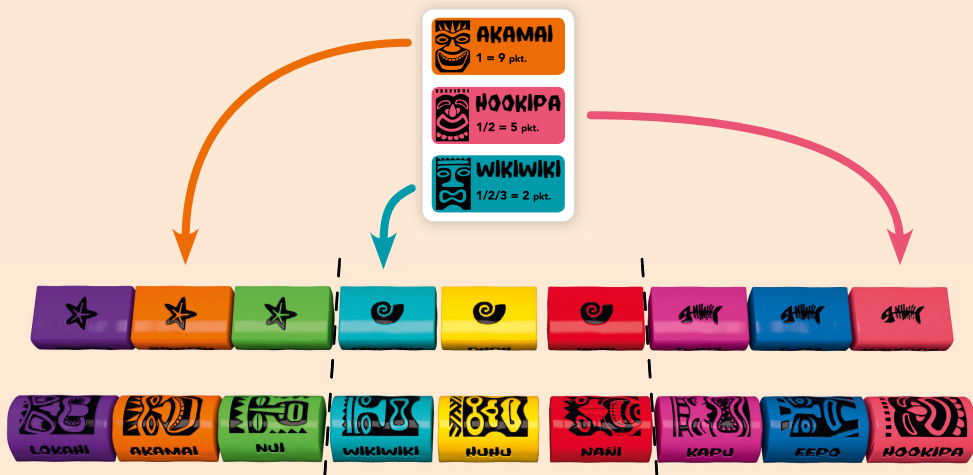 AKAMAI
1 = 9 pkt.
HOOKIPA
1/2 = 5 pkt.
WIKIWIKI
1/2/3 = 2 pkt.
LOKAHI AKAMAI NUI WIKIWIKI HUHU NANI KAPU EEPO HOOKIPA